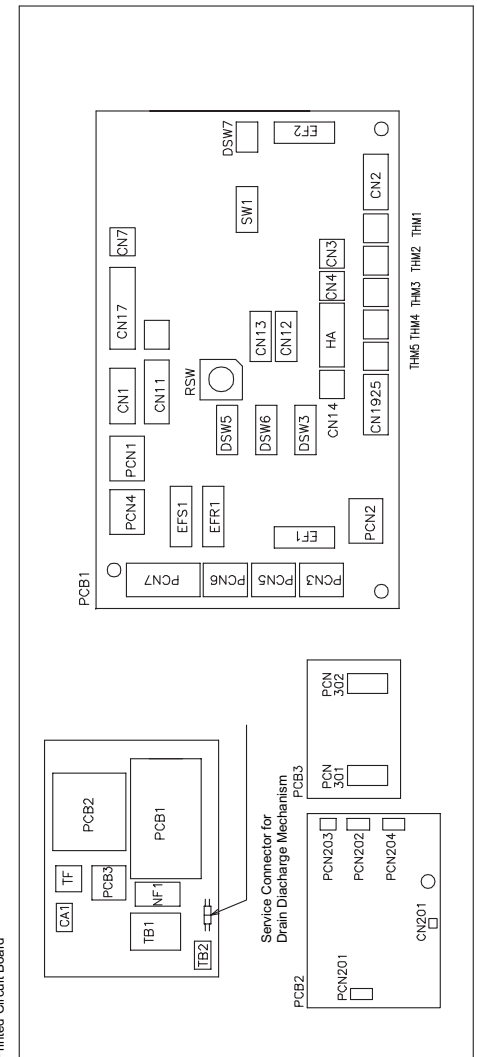 PCB1
DSW7
EF2
SW1
CN2
CN7
CN17
CN3
CN4
HA
CN14
THM5
THM4
THM3
THM2
THM1
CN13
CN12
RSW
CN1
CN11
PCN1
PCN4
DSW5
DSW6
DSW3
CN1925
EFS1
EFR1
EF1
PCN2
PCN7
PCN6
PCN5
PCN3
PCB2
PCB1
TF
PCB3
CA1
NF1
TB1
TB2
Service Connector for
Drain Diacharge Mechanism
PCB3
PCN
302
PCN
301
PCB2
PCN203
PCN202
PCN204
PCN201
CN201
Circuit Board